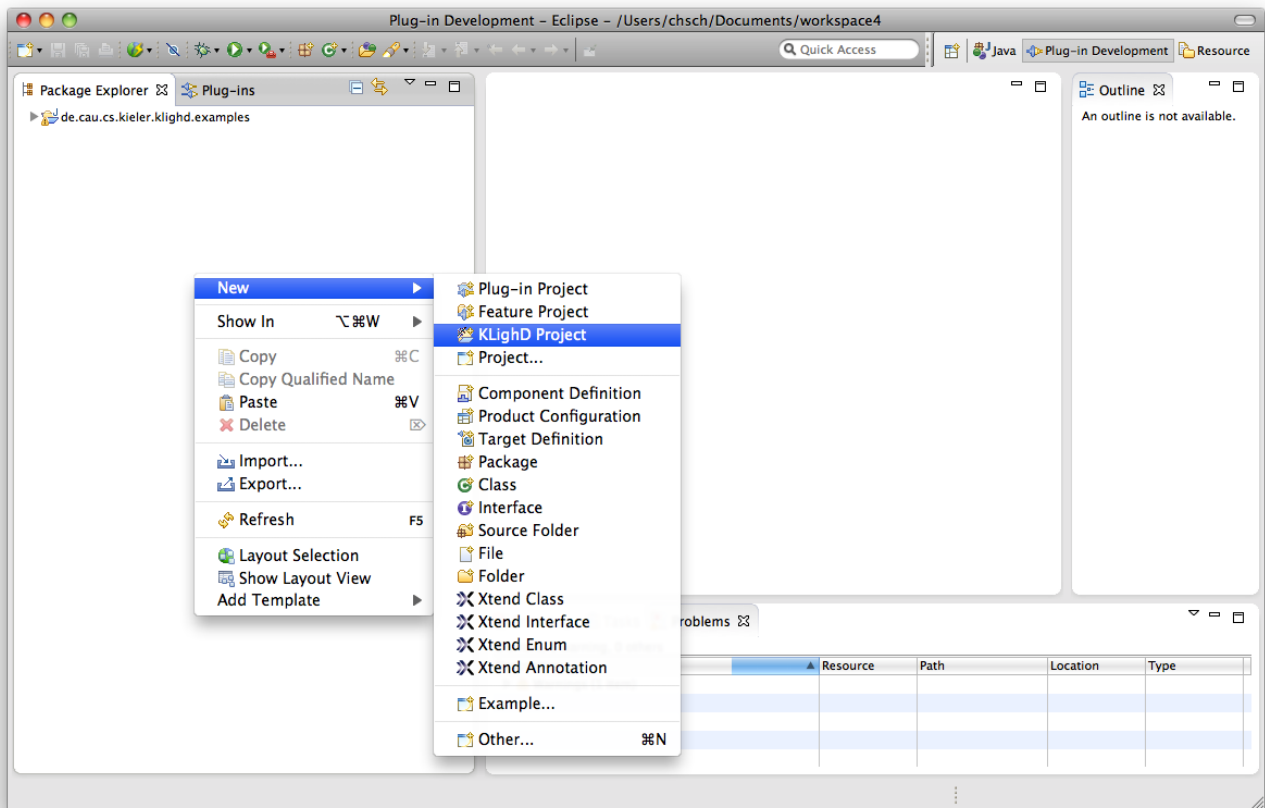 Plug-in Development – Eclipse – /Users/chsch/Documents/workspace4
Quick Access
Java
Plug-in Development
Resource
Package Explorer
Plug-ins
Outline
de.cau.cs.kieler.klighd.examples
An outline is not available.
New
Show In ⌥⌘W
Copy ⌘C
Copy Qualified Name
Paste ⌘V
Delete ⌦
Import...
Export...
Refresh F5
Layout Selection
Show Layout View
Add Template
Plug-in Project
Feature Project
KLighD Project
Project...
Component Definition
Product Configuration
Target Definition
Package
Class
Interface
Source Folder
File
Folder
Xtend Class
Xtend Interface
Xtend Enum
Xtend Annotation
Example...
Other... ⌘N
roblems
Resource
Path
Location
Type